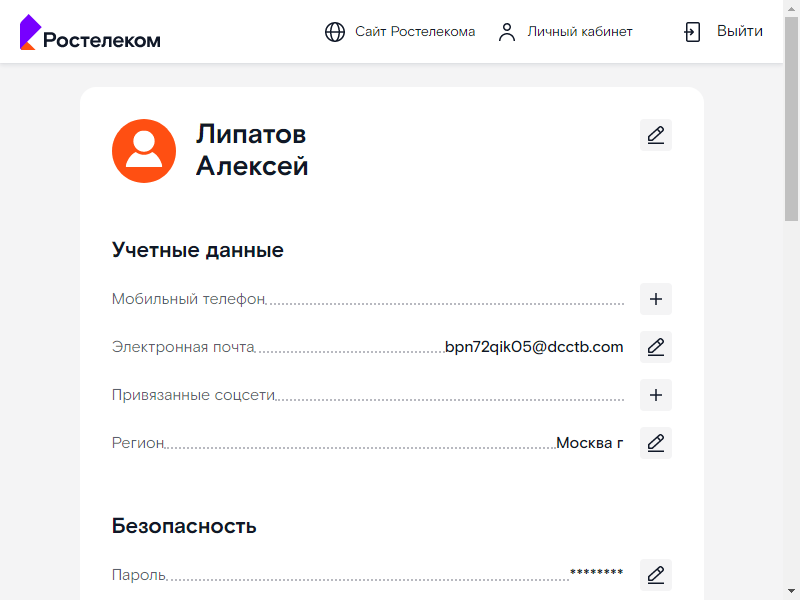 Ростелеком
Сайт Ростелекома
Личный кабинет
Выйти
Липатов
Алексей
Учетные данные
Мобильный телефон
Электронная почта bpn72qik05@dcctb.com
Привязанные соцсети
Регион Москва г
Безопасность
Пароль ********